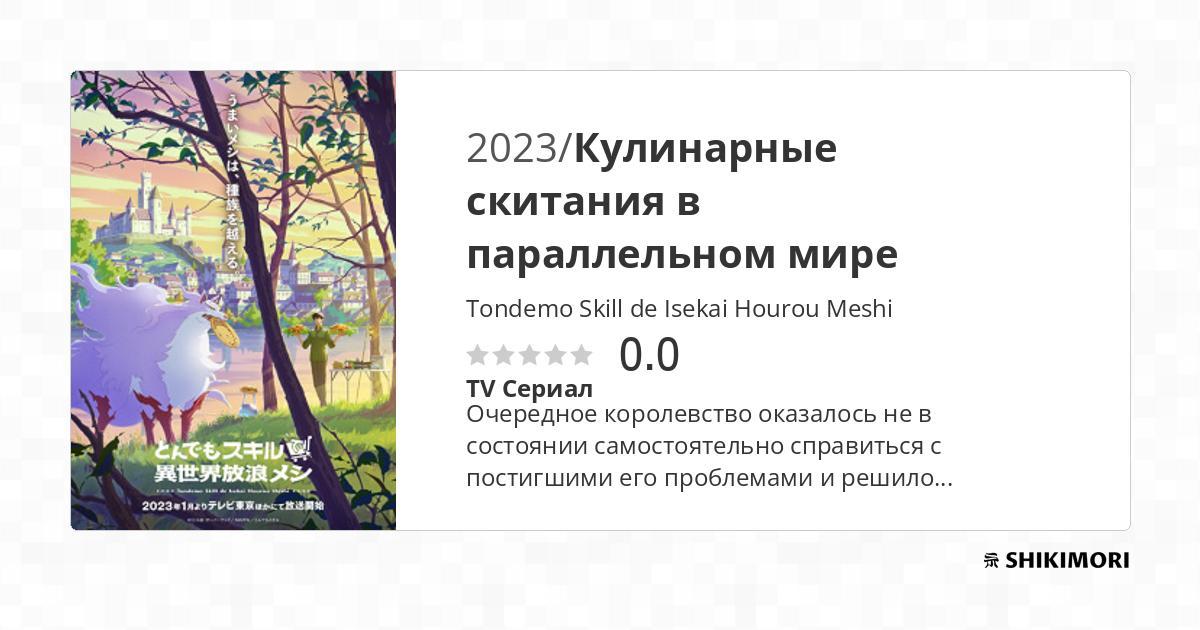 うまいメシは、種族を越える。
とんでもスキルで
異世界放浪メシ
2023年1月よりテレビ東京ほかにて放送開始
2023/Кулинарные
скитания в
параллельном мире
Tondemo Skill de Isekai Hourou Meshi
0.0
TV Сериал
Очередное королевство оказалось не в
состоянии самостоятельно справиться с
постигшими его проблемами и решило...
SHIKIMORI